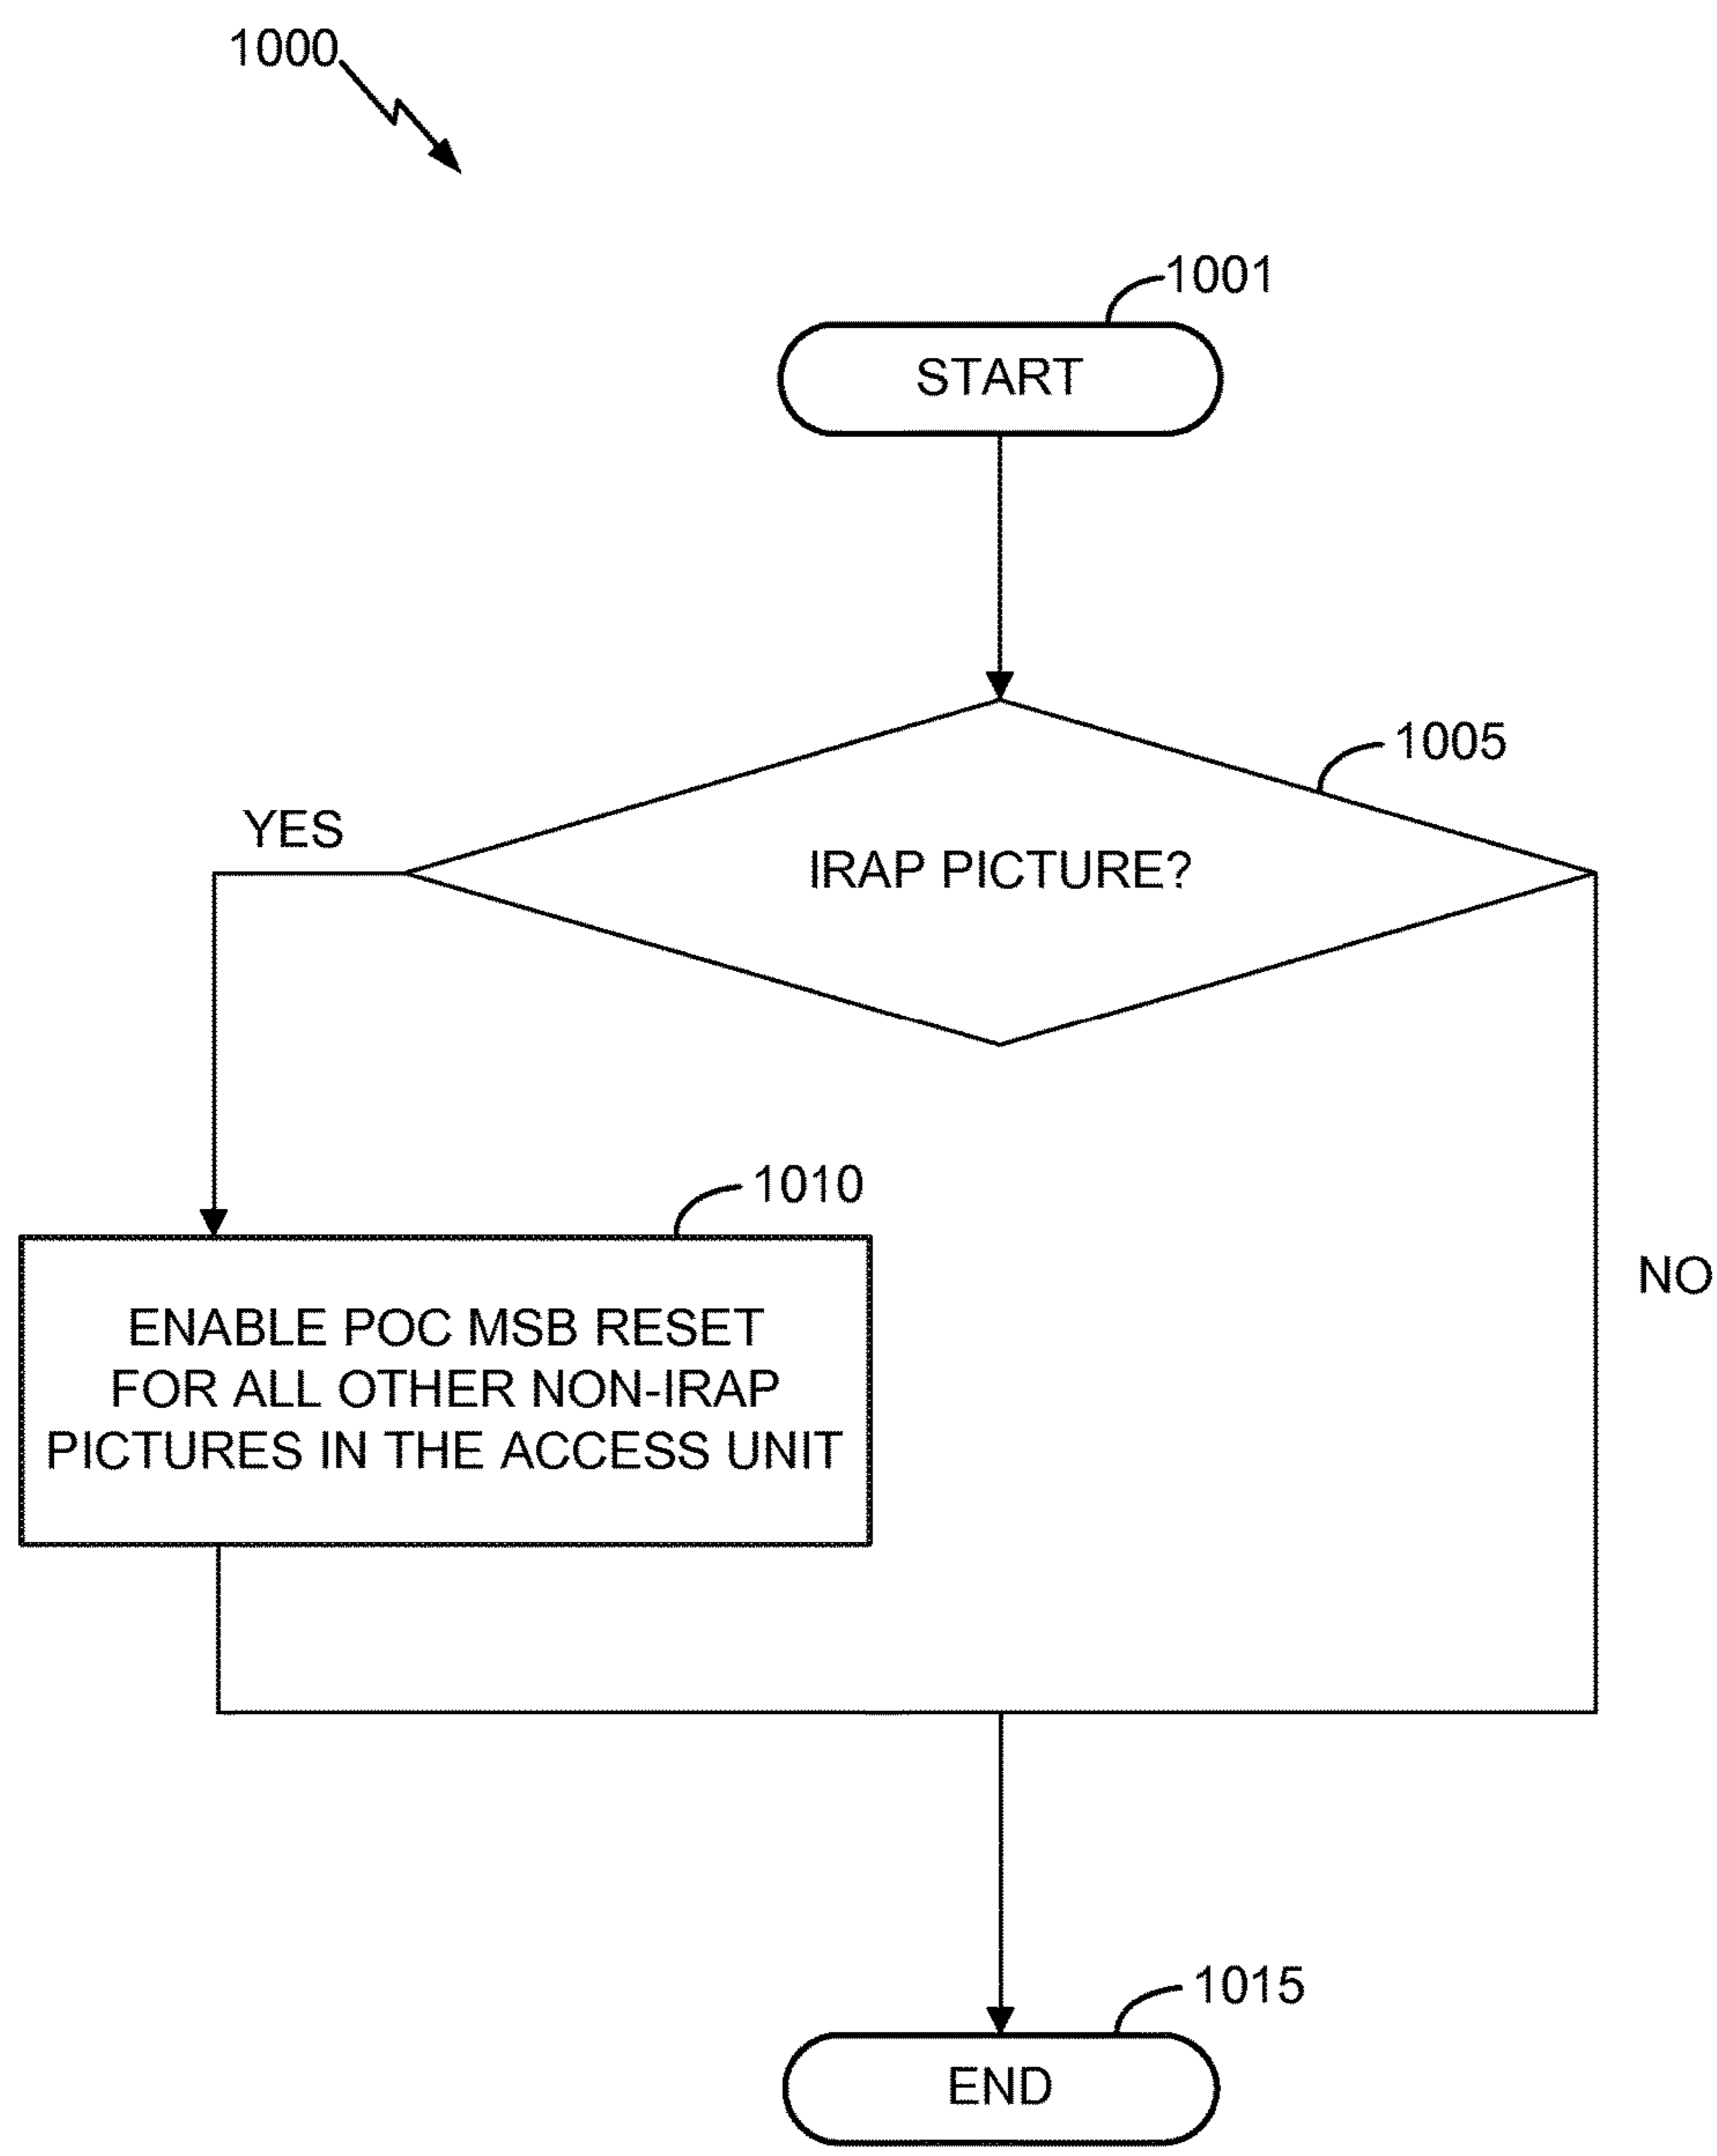 1000
1001
START
1005
YES
IRAP PICTURE?
1010
NO
ENABLE POC MSB RESET
FOR ALL OTHER NON-IRAP
PICTURES IN THE ACCESS UNIT
1015
END